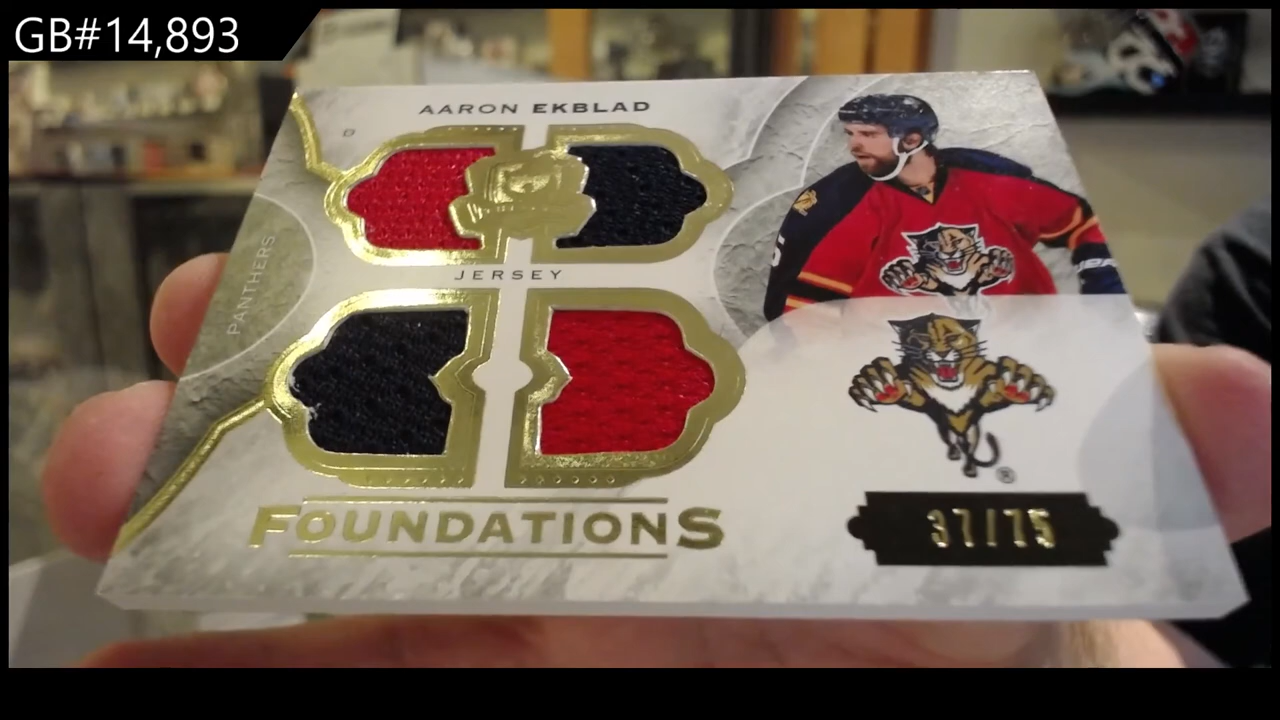 GB#14,893
AARON EKBLAD
D
JERSEY
PANTHERS
FOUNDATIONS
®
37/75